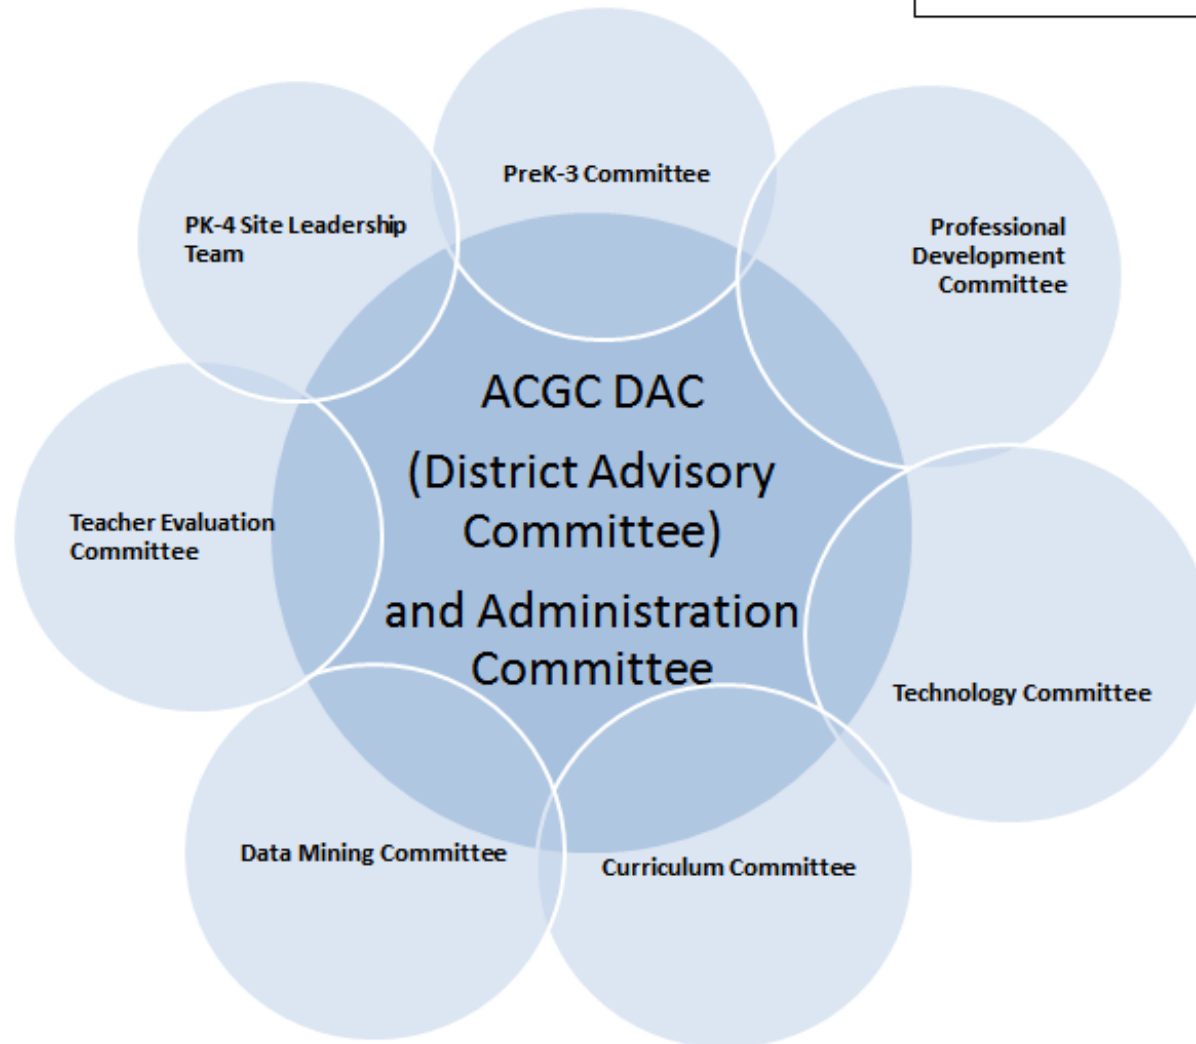 PreK-3 Committee
PK-4 Site Leadership
Team
Professional
Development
Committee
ACGC DAC
(District Advisory
Committee)
and Administration
Committee
Teacher Evaluation
Committee
Technology Committee
Data Mining Committee
Curriculum Committee